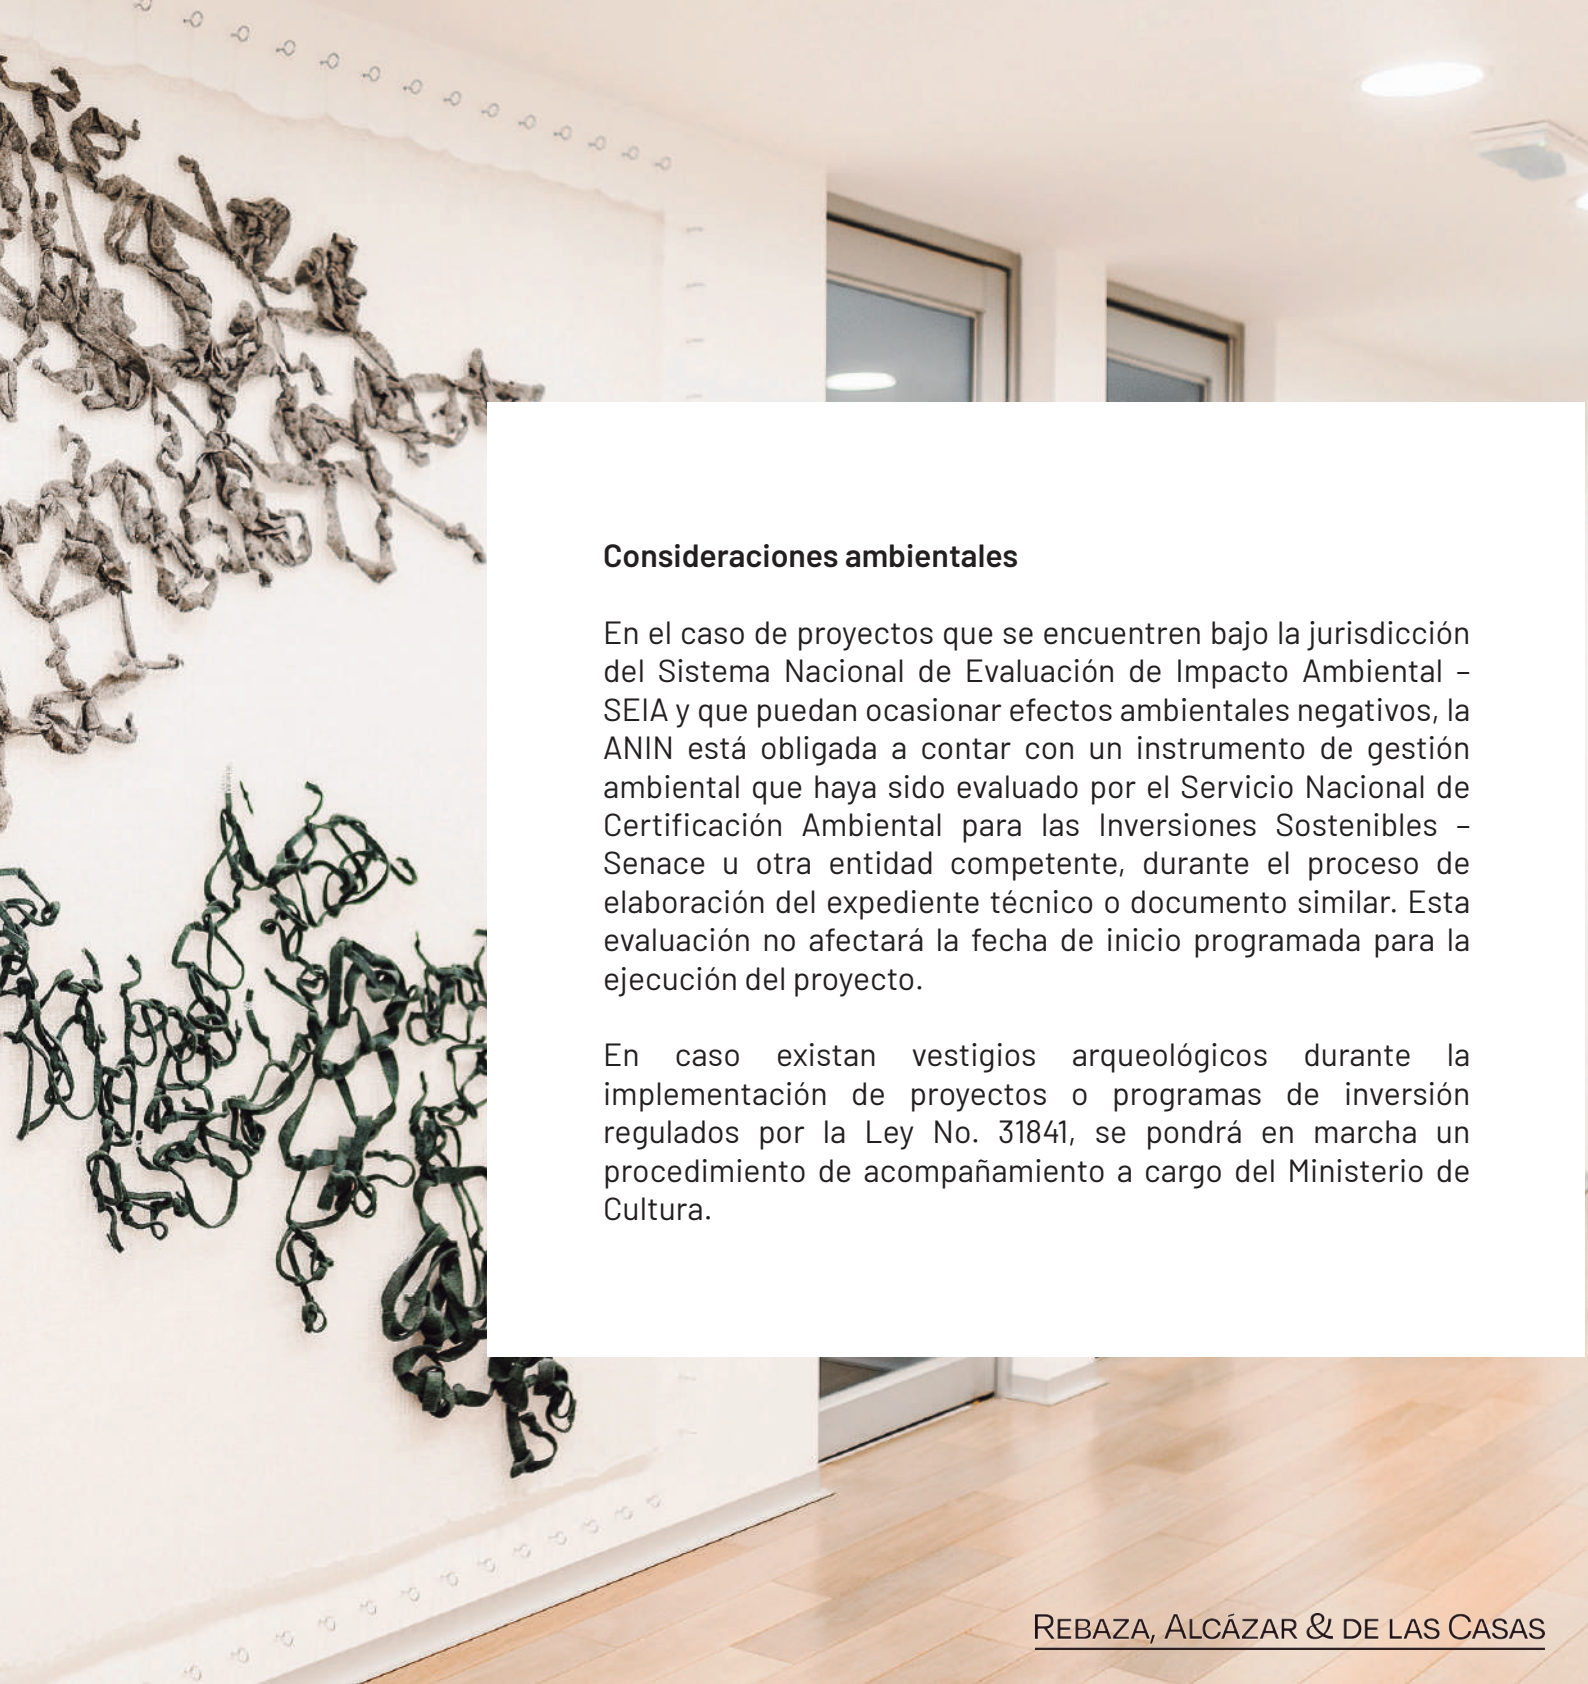 Consideraciones ambientales
En el caso de proyectos que se encuentren bajo la jurisdicción
del Sistema Nacional de Evaluación de Impacto Ambiental –
SEIA y que puedan ocasionar efectos ambientales negativos, la
ANIN está obligada a contar con un instrumento de gestión
ambiental que haya sido evaluado por el Servicio Nacional de
Certificación Ambiental para las Inversiones Sostenibles –
Senace u otra entidad competente, durante el proceso de
elaboración del expediente técnico o documento similar. Esta
evaluación no afectará la fecha de inicio programada para la
ejecución del proyecto.
En caso existan vestigios arqueológicos durante la
implementación de proyectos o programas de inversión
regulados por la Ley No. 31841, se pondrá en marcha un
procedimiento de acompañamiento a cargo del Ministerio de
Cultura.
REBAZA, ALCÁZAR & DE LAS CASAS